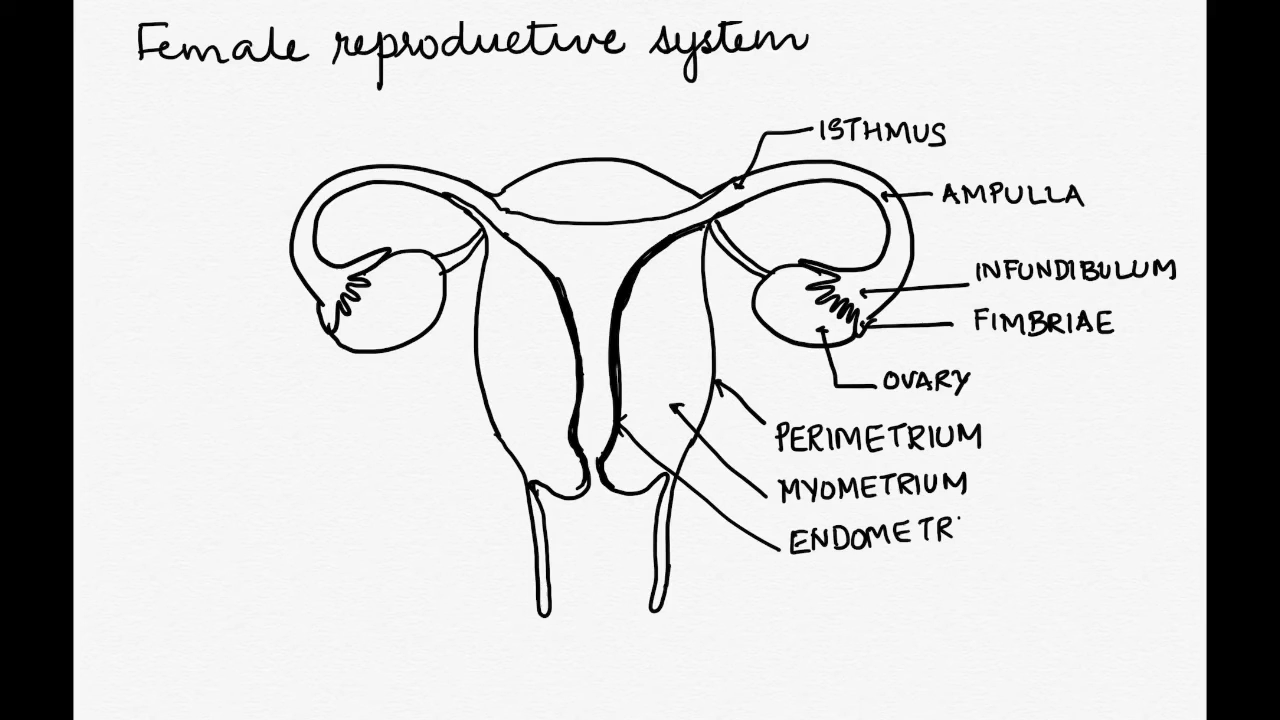 Female reproductive system
ISTHMUS
AMPULLA
INFUNDIBULUM
FIMBRIAE
OVARY
PERIMETRIUM
MYOMETRIUM
ENDOMETR